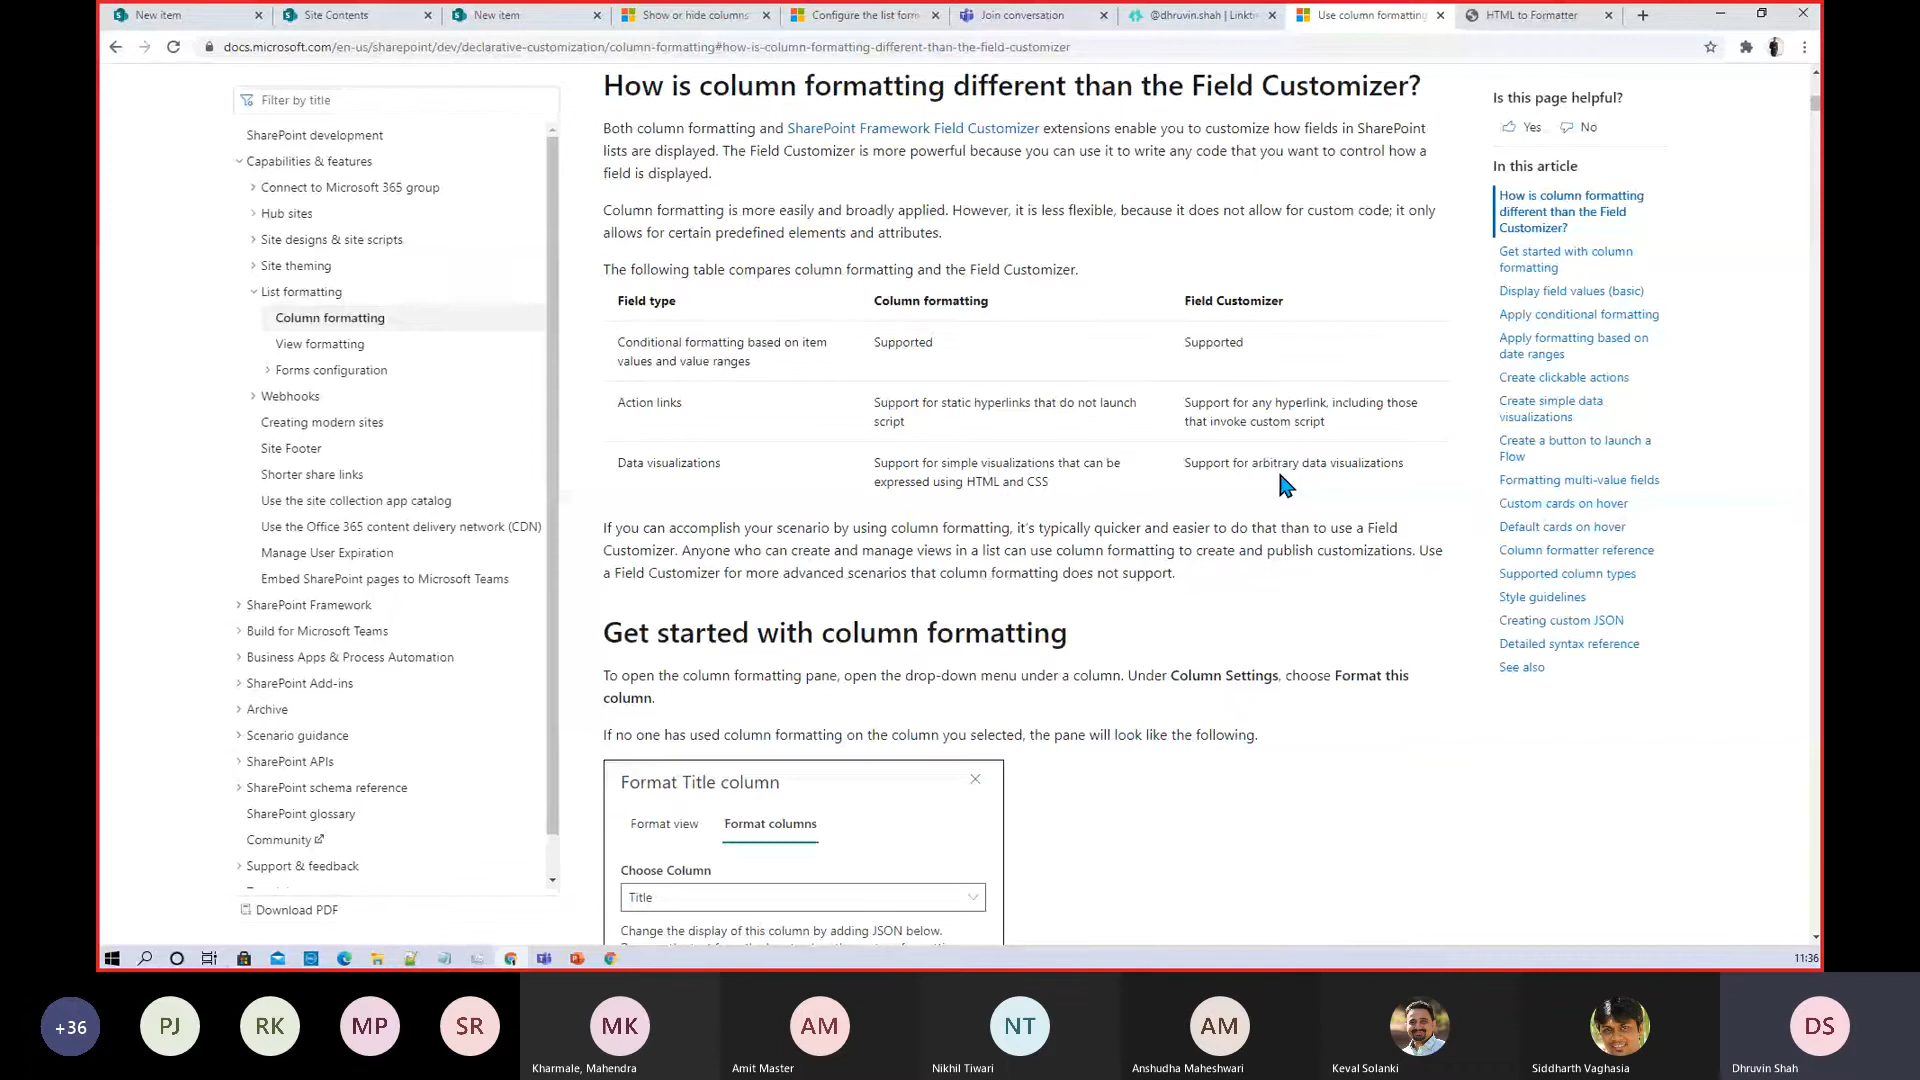 New item
Site Contents
New item
Show or hide columns
Configure the list form
Join conversation
@dhruvin.shah | Linktr
Use column formatting
HTML to Formatter
docs.microsoft.com/en-us/sharepoint/dev/declarative-customization/column-formatting#how-is-column-formatting-different-than-the-field-customizer
Filter by title
SharePoint development
Capabilities & features
Connect to Microsoft 365 group
Hub sites
Site designs & site scripts
Site theming
List formatting
Column formatting
View formatting
Forms configuration
Webhooks
Creating modern sites
Site Footer
Shorter share links
Use the site collection app catalog
Use the Office 365 content delivery network (CDN)
Manage User Expiration
Embed SharePoint pages to Microsoft Teams
SharePoint Framework
Build for Microsoft Teams
Business Apps & Process Automation
SharePoint Add-ins
Archive
Scenario guidance
SharePoint APIs
SharePoint schema reference
SharePoint glossary
Community
Support & feedback
Download PDF
How is column formatting different than the Field Customizer?
Both column formatting and SharePoint Framework Field Customizer extensions enable you to customize how fields in SharePoint
lists are displayed. The Field Customizer is more powerful because you can use it to write any code that you want to control how a
field is displayed.
Column formatting is more easily and broadly applied. However, it is less flexible, because it does not allow for custom code; it only
allows for certain predefined elements and attributes.
The following table compares column formatting and the Field Customizer.
Field type Column formatting Field Customizer
Conditional formatting based on item
values and value ranges
Supported
Supported
Action links
Support for static hyperlinks that do not launch
script
Support for any hyperlink, including those
that invoke custom script
Data visualizations
Support for simple visualizations that can be
expressed using HTML and CSS
Support for arbitrary data visualizations
If you can accomplish your scenario by using column formatting, it's typically quicker and easier to do that than to use a Field
Customizer. Anyone who can create and manage views in a list can use column formatting to create and publish customizations. Use
a Field Customizer for more advanced scenarios that column formatting does not support.
Get started with column formatting
To open the column formatting pane, open the drop-down menu under a column. Under Column Settings, choose Format this
column.
If no one has used column formatting on the column you selected, the pane will look like the following.
Format Title column
Format view Format columns
Choose Column
Title
Change the display of this column by adding JSON below.
Is this page helpful?
Yes No
In this article
How is column formatting
different than the Field
Customizer?
Get started with column
formatting
Display field values (basic)
Apply conditional formatting
Apply formatting based on
date ranges
Create clickable actions
Create simple data
visualizations
Create a button to launch a
Flow
Formatting multi-value fields
Custom cards on hover
Default cards on hover
Column formatter reference
Supported column types
Style guidelines
Creating custom JSON
Detailed syntax reference
See also
11:36
+36
PJ
RK
MP
SR
MK
AM
NT
AM
DS
Kharmale, Mahendra
Amit Master
Nikhil Tiwari
Anshudha Maheshwari
Keval Solanki
Siddharth Vaghasia
Dhruvin Shah